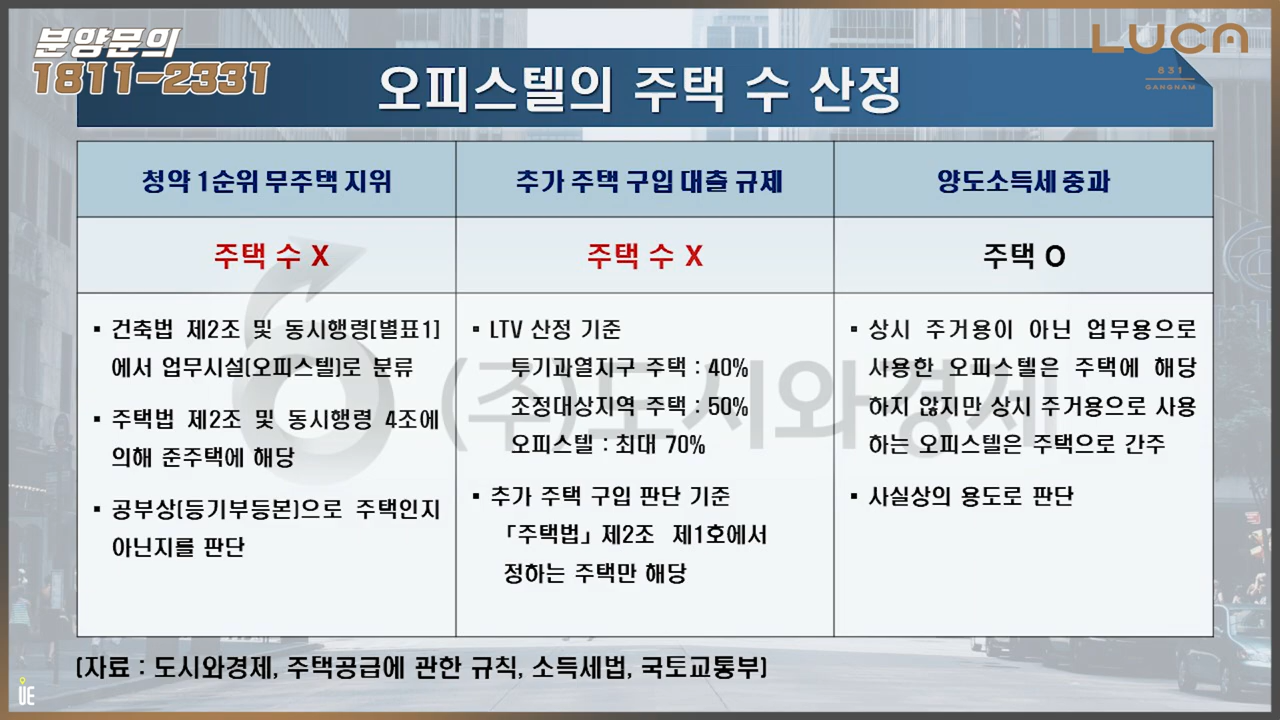 분양문의
1811-2331
LUCA
831
GANGNAM
오피스텔의 주택 수 산정
청약 1순위 무주택 지위
추가 주택 구입 대출 규제
양도소득세 중과
주택 수 X
주택 수 X
주택 O
▪ 건축법 제2조 및 동시행령[별표1]
에서 업무시설(오피스텔)로 분류
▪ 주택법 제2조 및 동시행령 4조에
의해 준주택에 해당
▪ 공부상(등기부등본)으로 주택인지
아닌지를 판단
▪ LTV 산정 기준
투기과열지구 주택 : 40%
조정대상지역 주택 : 50%
오피스텔 : 최대 70%
▪ 추가 주택 구입 판단 기준
「주택법」 제2조 제1호에서
정하는 주택만 해당
▪ 상시 주거용이 아닌 업무용으로
사용한 오피스텔은 주택에 해당
하지 않지만 상시 주거용으로 사용
하는 오피스텔은 주택으로 간주
▪ 사실상의 용도로 판단
(주)도시와경제
(자료 : 도시와경제, 주택공급에 관한 규칙, 소득세법, 국토교통부)
UE